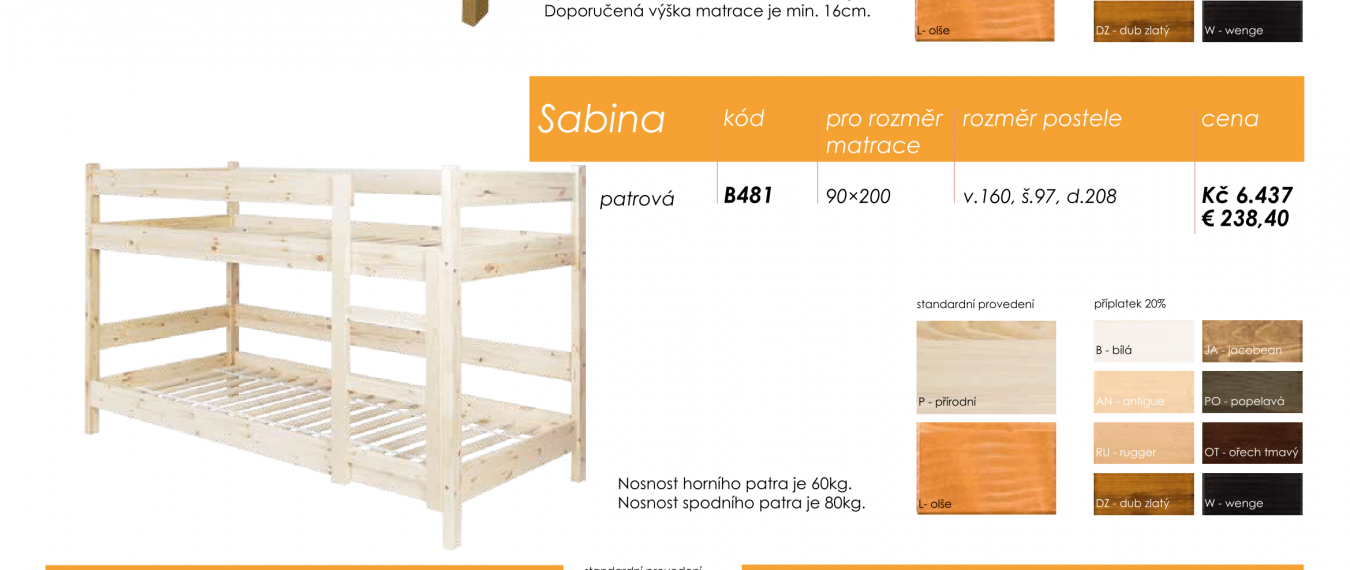 Doporučená výška matrace je min. 16cm.
L- olše
DZ - dub zlatý
W - wenge
Sabina
kód
pro rozměr
matrace
rozměr postele
cena
patrová
B481
90×200
v.160, š.97, d.208
Kč 6.437
€ 238,40
standardní provedení
příplatek 20%
B - bílá
JA - jacobean
P - přírodní
AN - antigue
PO - popelavá
RU - rugger
OT - ořech tmavý
L- olše
DZ - dub zlatý
W - wenge
Nosnost horního patra je 60kg.
Nosnost spodního patra je 80kg.
standardní provedení